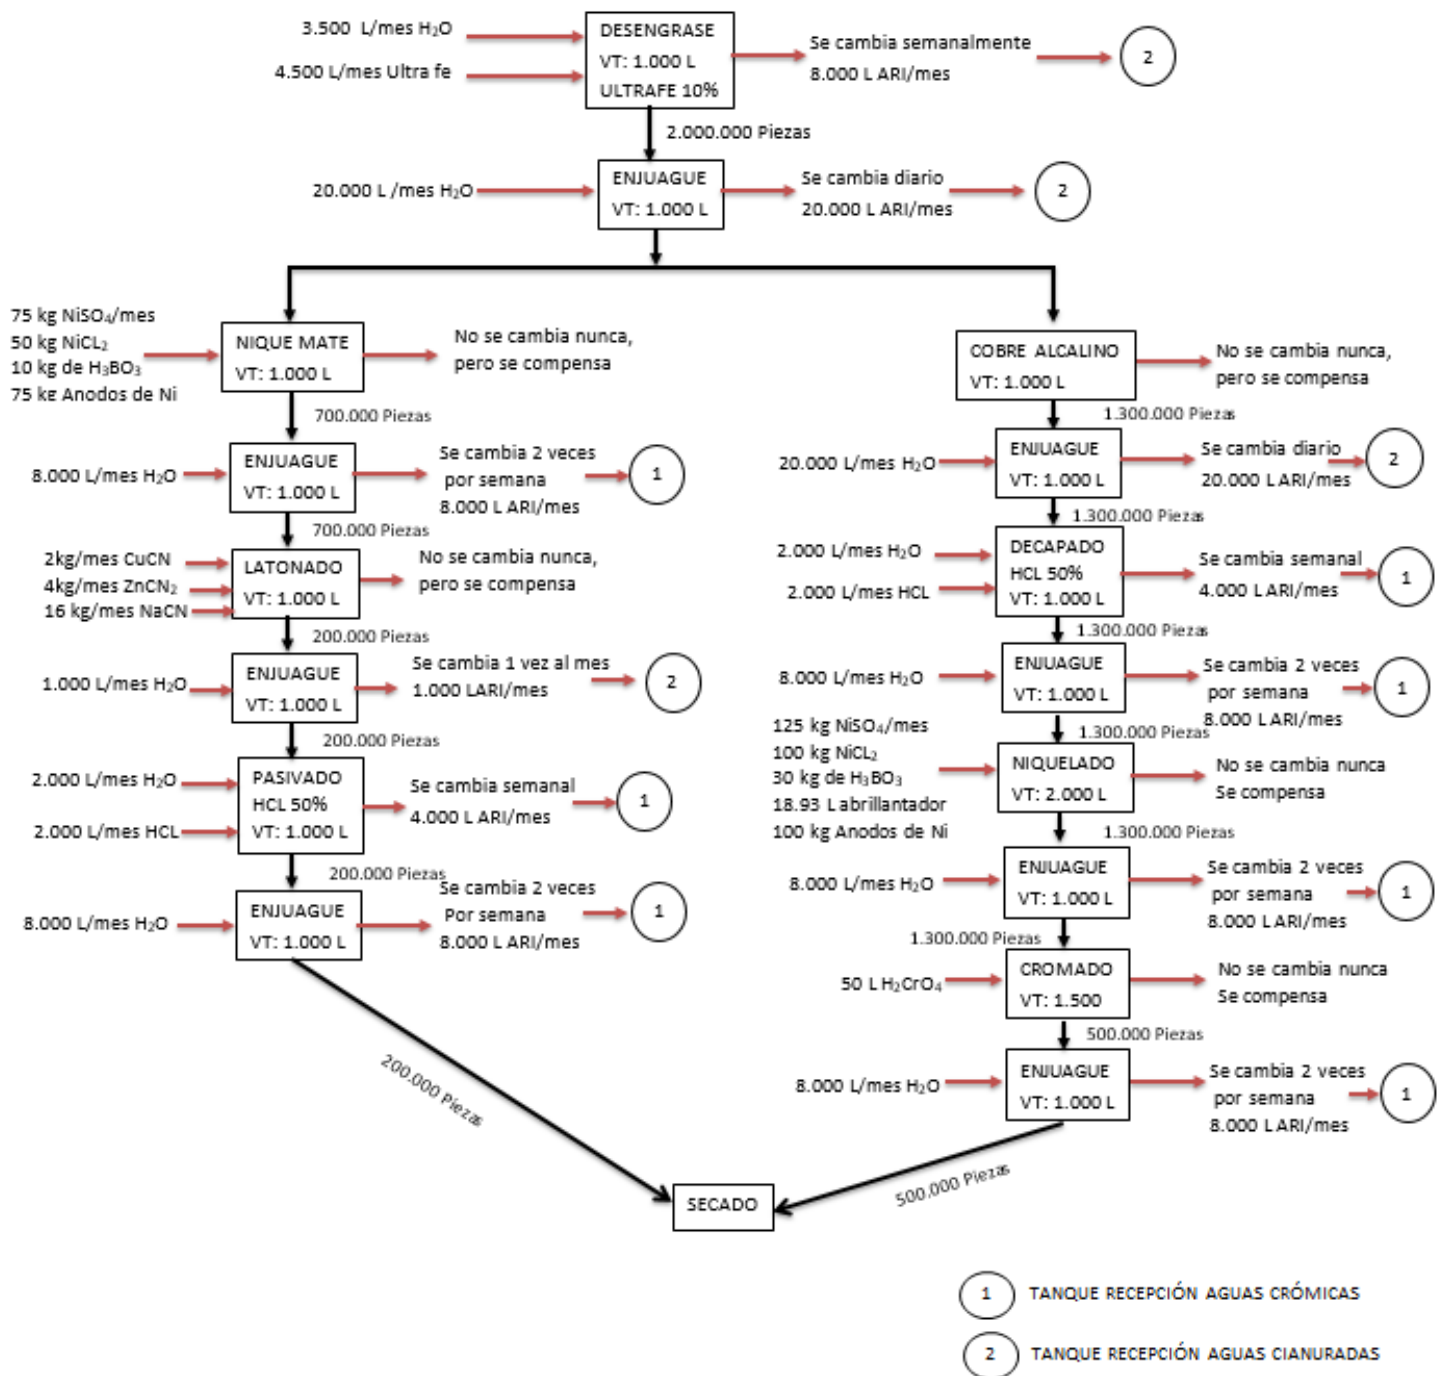 3.500 L/mes H₂O
4.500 L/mes Ultra fe
DESENGRASE
VT: 1.000 L
ULTRAFE 10%
Se cambia semanalmente
8.000 L ARI/mes
2
2.000.000 Piezas
20.000 L /mes H₂O
ENJUAGUE
VT: 1.000 L
Se cambia diario
20.000 L ARI/mes
2
75 kg NiSO₄/mes
50 kg NiCL₂
10 kg de H₃BO₃
75 kg Anodos de Ni
NIQUE MATE
VT: 1.000 L
No se cambia nunca,
pero se compensa
700.000 Piezas
8.000 L/mes H₂O
ENJUAGUE
VT: 1.000 L
Se cambia 2 veces
por semana
8.000 L ARI/mes
1
700.000 Piezas
2kg/mes CuCN
4kg/mes ZnCN₂
16 kg/mes NaCN
LATONADO
VT: 1.000 L
No se cambia nunca,
pero se compensa
200.000 Piezas
1.000 L/mes H₂O
ENJUAGUE
VT: 1.000 L
Se cambia 1 vez al mes
1.000 LARI/mes
2
200.000 Piezas
2.000 L/mes H₂O
2.000 L/mes HCL
PASIVADO
HCL 50%
VT: 1.000 L
Se cambia semanal
4.000 L ARI/mes
1
200.000 Piezas
8.000 L/mes H₂O
ENJUAGUE
VT: 1.000 L
Se cambia 2 veces
Por semana
8.000 L ARI/mes
1
200.000 Piezas
COBRE ALCALINO
VT: 1.000 L
No se cambia nunca,
pero se compensa
1.300.000 Piezas
20.000 L/mes H₂O
ENJUAGUE
VT: 1.000 L
Se cambia diario
20.000 L ARI/mes
2
1.300.000 Piezas
2.000 L/mes H₂O
2.000 L/mes HCL
DECAPADO
HCL 50%
VT: 1.000 L
Se cambia semanal
4.000 L ARI/mes
1
1.300.000 Piezas
8.000 L/mes H₂O
ENJUAGUE
VT: 1.000 L
Se cambia 2 veces
por semana
8.000 L ARI/mes
1
1.300.000 Piezas
125 kg NiSO₄/mes
100 kg NiCL₂
30 kg de H₃BO₃
18.93 L abrillantador
100 kg Anodos de Ni
NIQUELADO
VT: 2.000 L
No se cambia nunca
Se compensa
1.300.000 Piezas
8.000 L/mes H₂O
ENJUAGUE
VT: 1.000 L
Se cambia 2 veces
por semana
8.000 L ARI/mes
1
1.300.000 Piezas
50 L H₂CrO₄
CROMADO
VT: 1.500
No se cambia nunca
Se compensa
500.000 Piezas
8.000 L/mes H₂O
ENJUAGUE
VT: 1.000 L
Se cambia 2 veces
por semana
8.000 L ARI/mes
1
500.000 Piezas
SECADO
1 TANQUE RECEPCIÓN AGUAS CRÓMICAS
2 TANQUE RECEPCIÓN AGUAS CIANURADAS